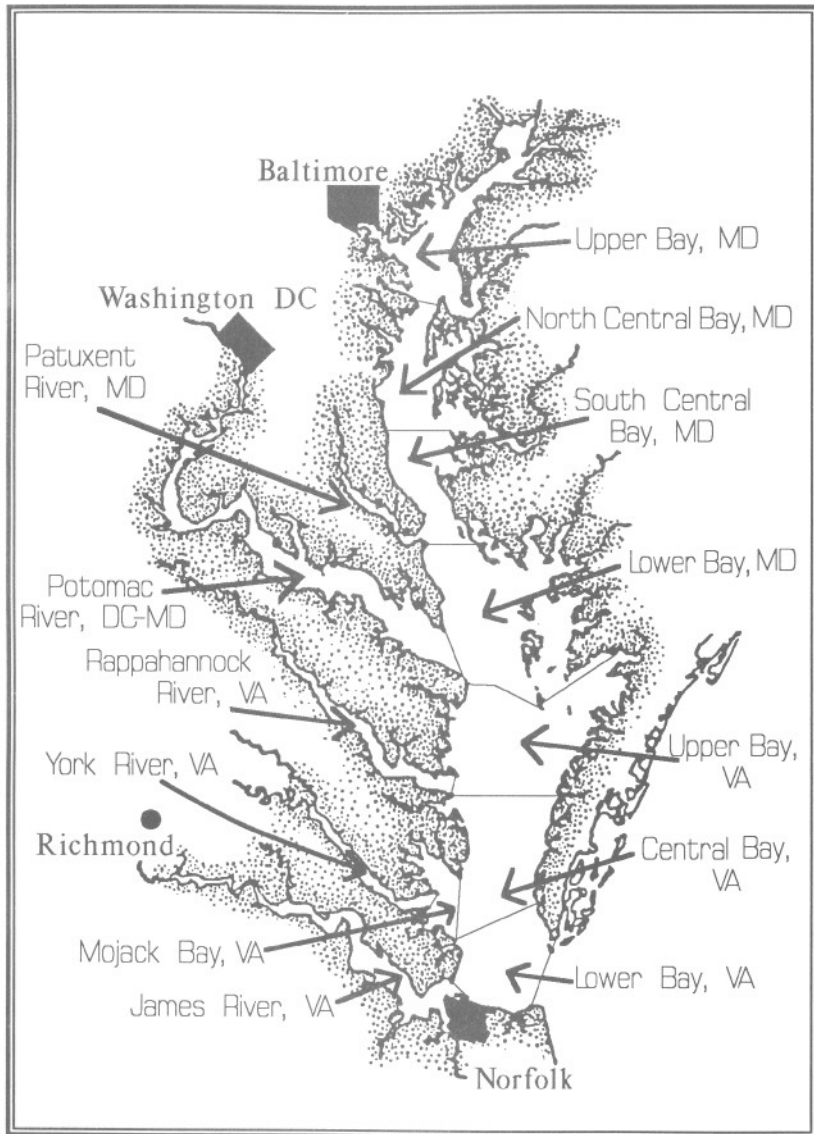 Baltimore
Upper Bay, MD
Washington DC
North Central Bay, MD
Patuxent
River, MD
South Central
Bay, MD
Lower Bay, MD
Potomac
River, DC-MD
Rappahannock
River, VA
Upper Bay,
VA
York River, VA
Richmond
Central Bay,
VA
Mojack Bay, VA
Lower Bay, VA
James River, VA
Norfolk